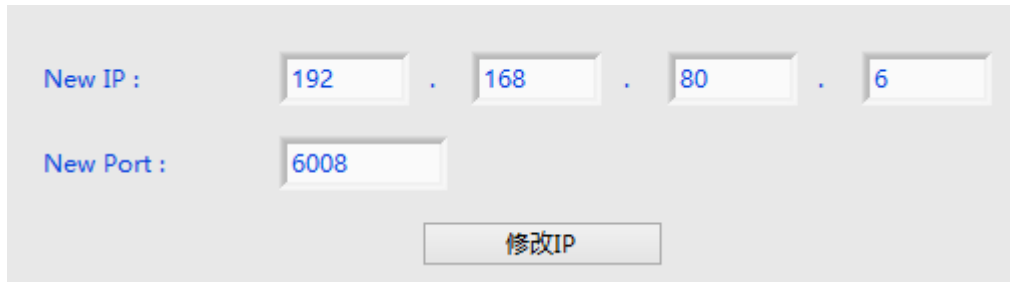 New IP : 192 . 168 . 80 . 6
New Port : 6008
修改IP